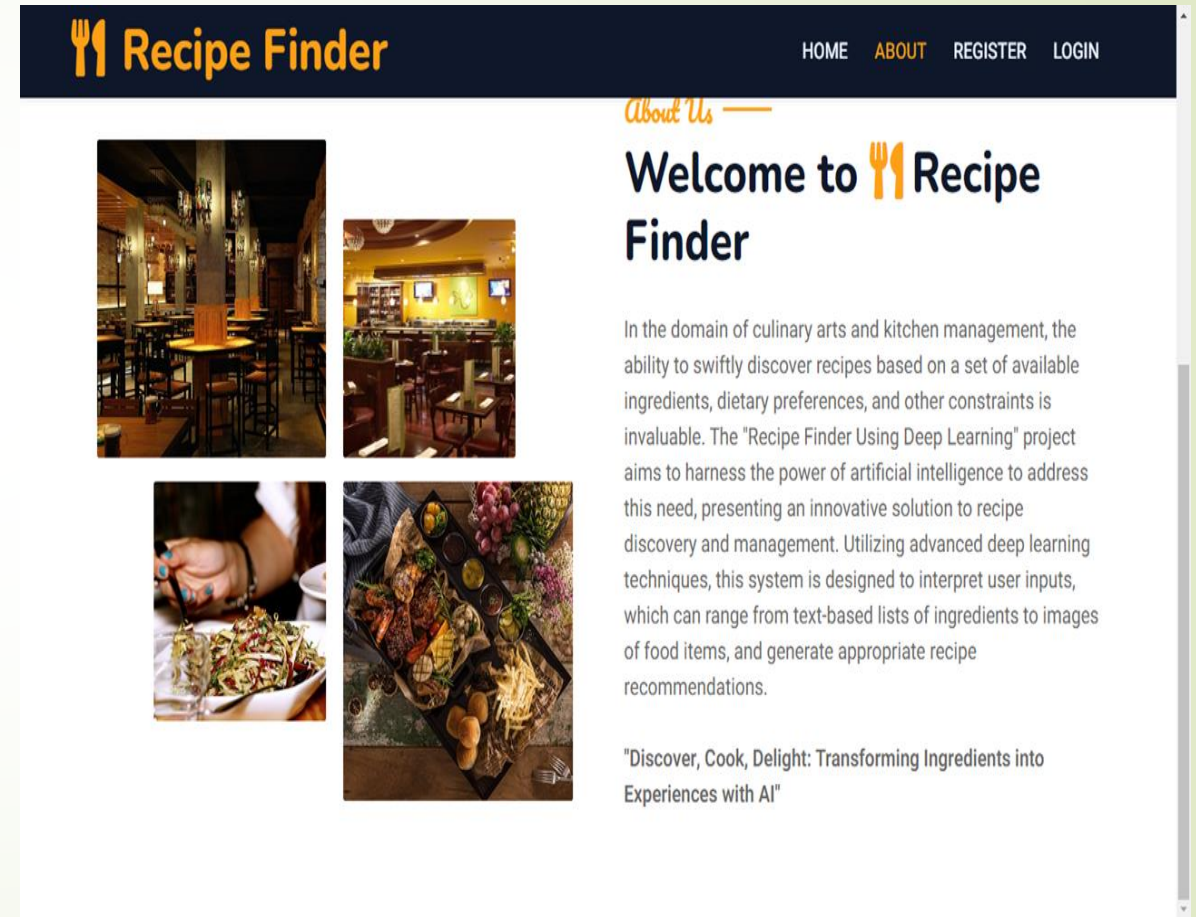 Recipe Finder
HOME ABOUT REGISTER LOGIN
About Us
Welcome to Recipe
Finder
In the domain of culinary arts and kitchen management, the
ability to swiftly discover recipes based on a set of available
ingredients, dietary preferences, and other constraints is
invaluable. The "Recipe Finder Using Deep Learning" project
aims to harness the power of artificial intelligence to address
this need, presenting an innovative solution to recipe
discovery and management. Utilizing advanced deep learning
techniques, this system is designed to interpret user inputs,
which can range from text-based lists of ingredients to images
of food items, and generate appropriate recipe
recommendations.
"Discover, Cook, Delight: Transforming Ingredients into
Experiences with AI"